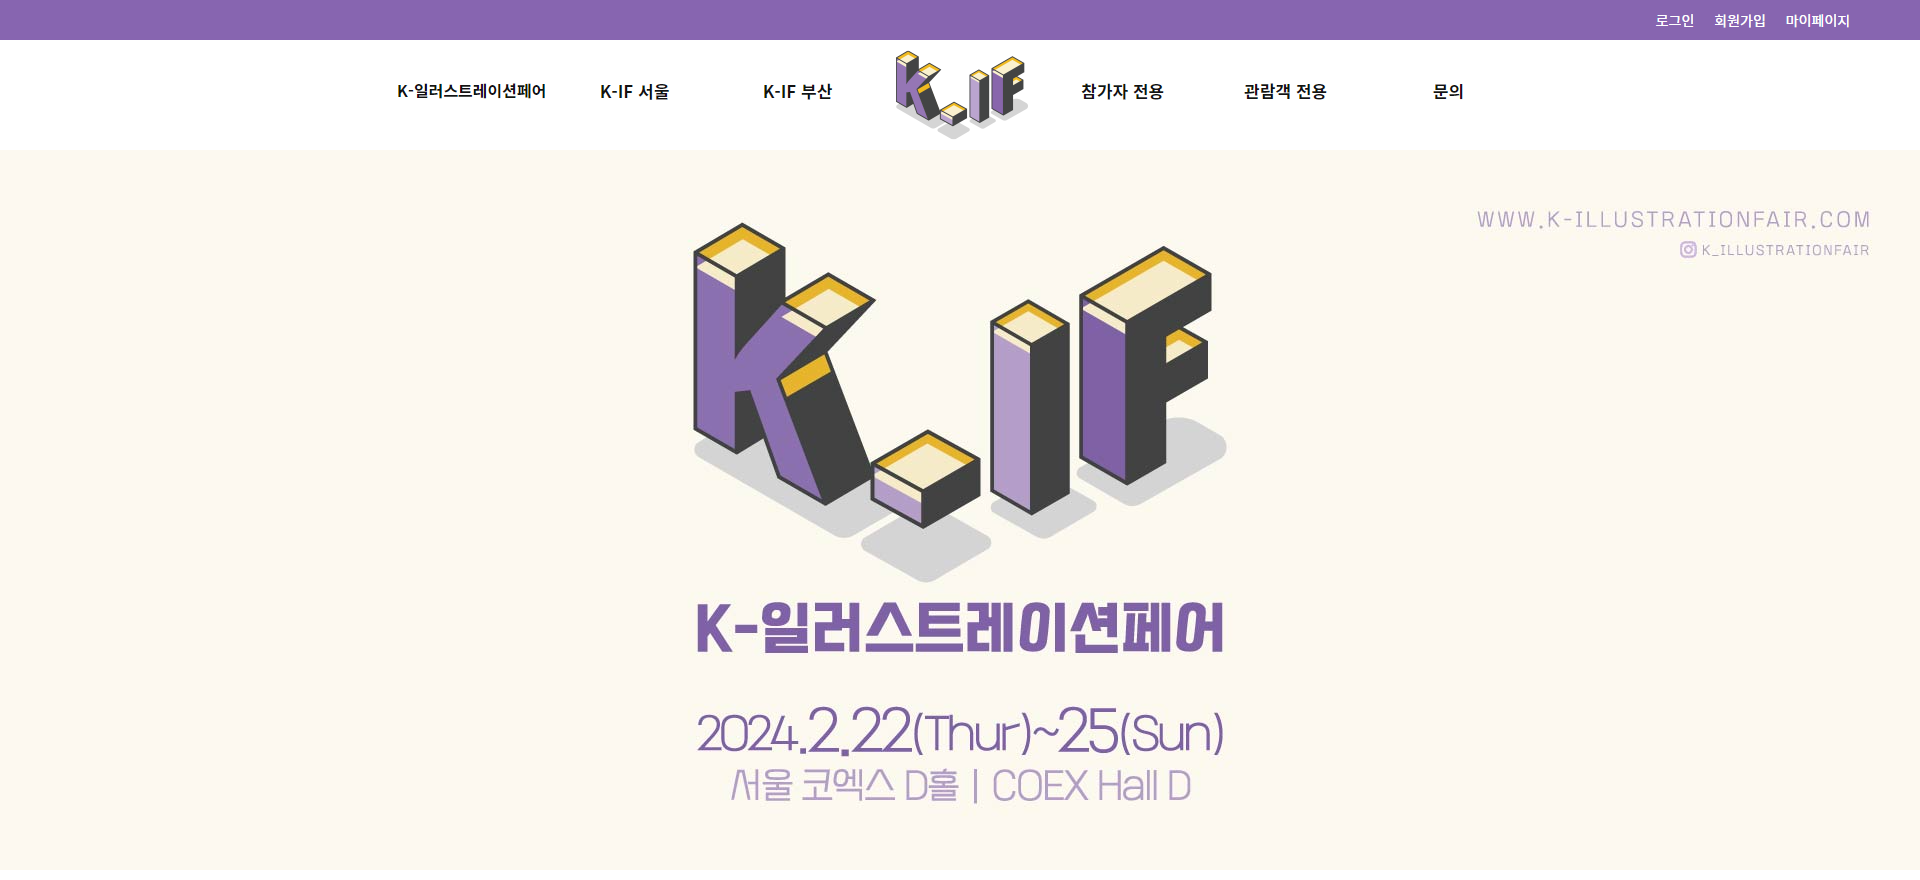 로그인 회원가입 마이페이지
K-일러스트레이션페어 K-IF 서울 K-IF 부산 K-IF 참가자 전용 관람객 전용 문의
WWW.K-ILLUSTRATIONFAIR.COM
K_ILLUSTRATIONFAIR
K-IF
K-일러스트레이션페어
2024.2.22(Thur)~25(Sun)
서울 코엑스 D홀 | COEX Hall D